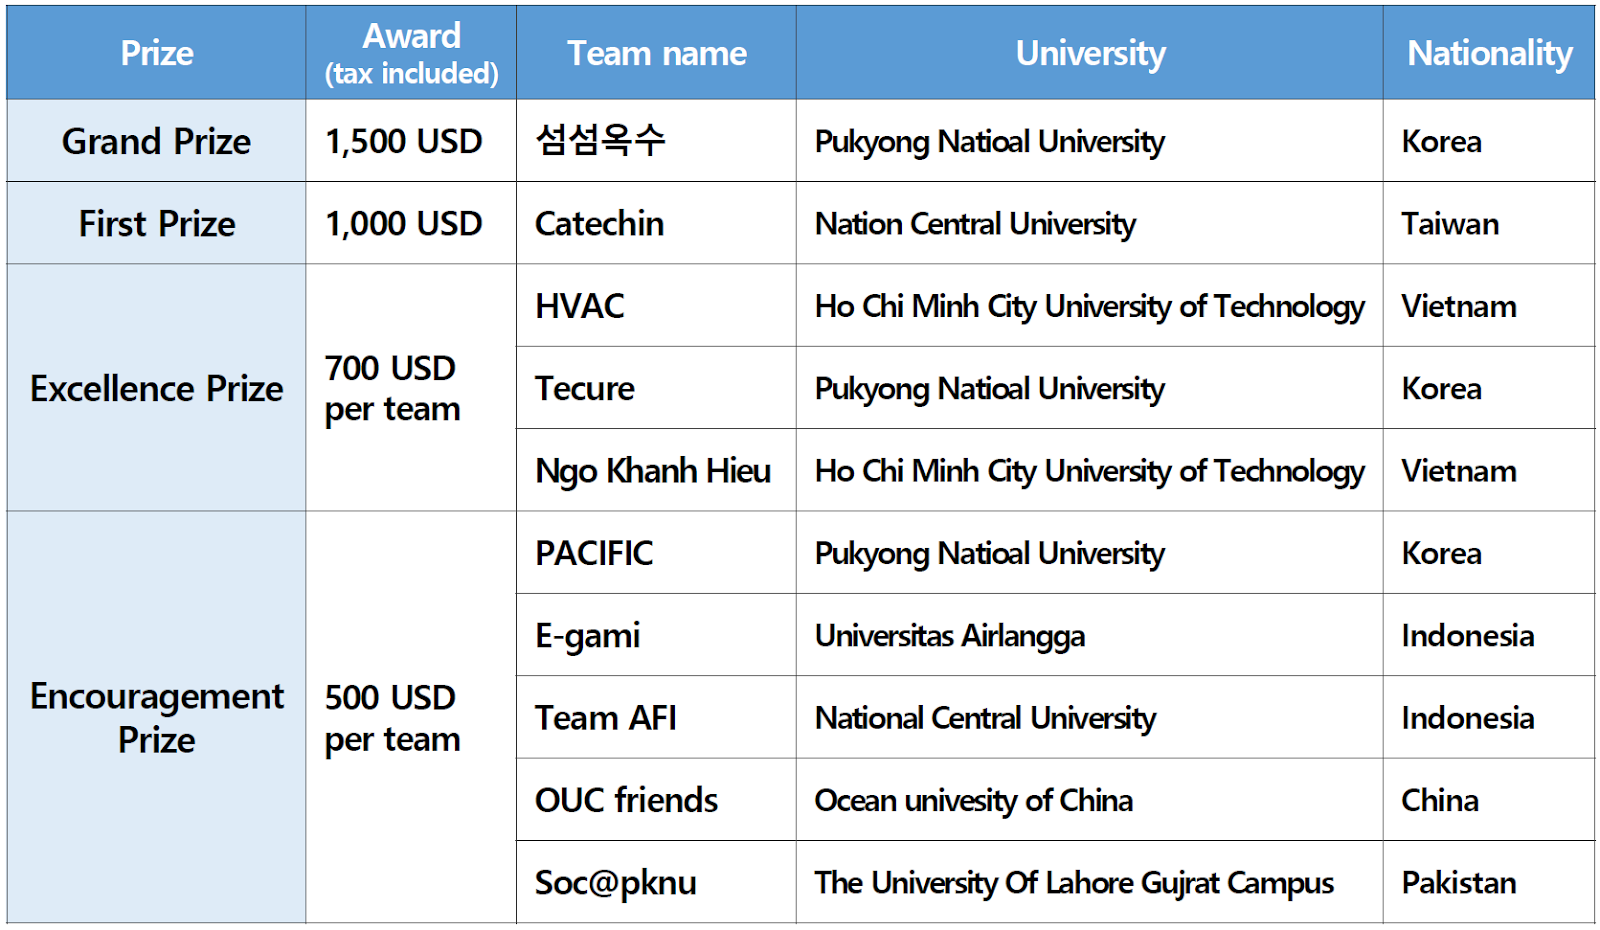 Prize
Award
(tax included)
Team name
University
Nationality
Grand Prize
1,500 USD
섬섬옥수
Pukyong Natioal University
Korea
First Prize
1,000 USD
Catechin
Nation Central University
Taiwan
Excellence Prize
700 USD
per team
HVAC
Ho Chi Minh City University of Technology
Vietnam
Tecure
Pukyong Natioal University
Korea
Ngo Khanh Hieu
Ho Chi Minh City University of Technology
Vietnam
Encouragement
Prize
500 USD
per team
PACIFIC
Pukyong Natioal University
Korea
E-gami
Universitas Airlangga
Indonesia
Team AFI
National Central University
Indonesia
OUC friends
Ocean univesity of China
China
Soc@pknu
The University Of Lahore Gujrat Campus
Pakistan